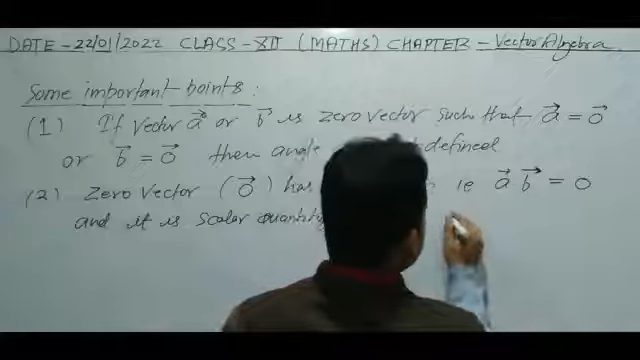 DATE - 22/01/2022 CLASS - XII (MATHS) CHAPTER - Vector Algebra
Some important points :
(1) If vector a⃗ or b⃗ is zero vector such that a⃗ = 0⃗
or b⃗ = 0⃗ then angle defined
(2) Zero vector (0⃗) has ie a⃗ b⃗ = 0
and it is scalar quantity